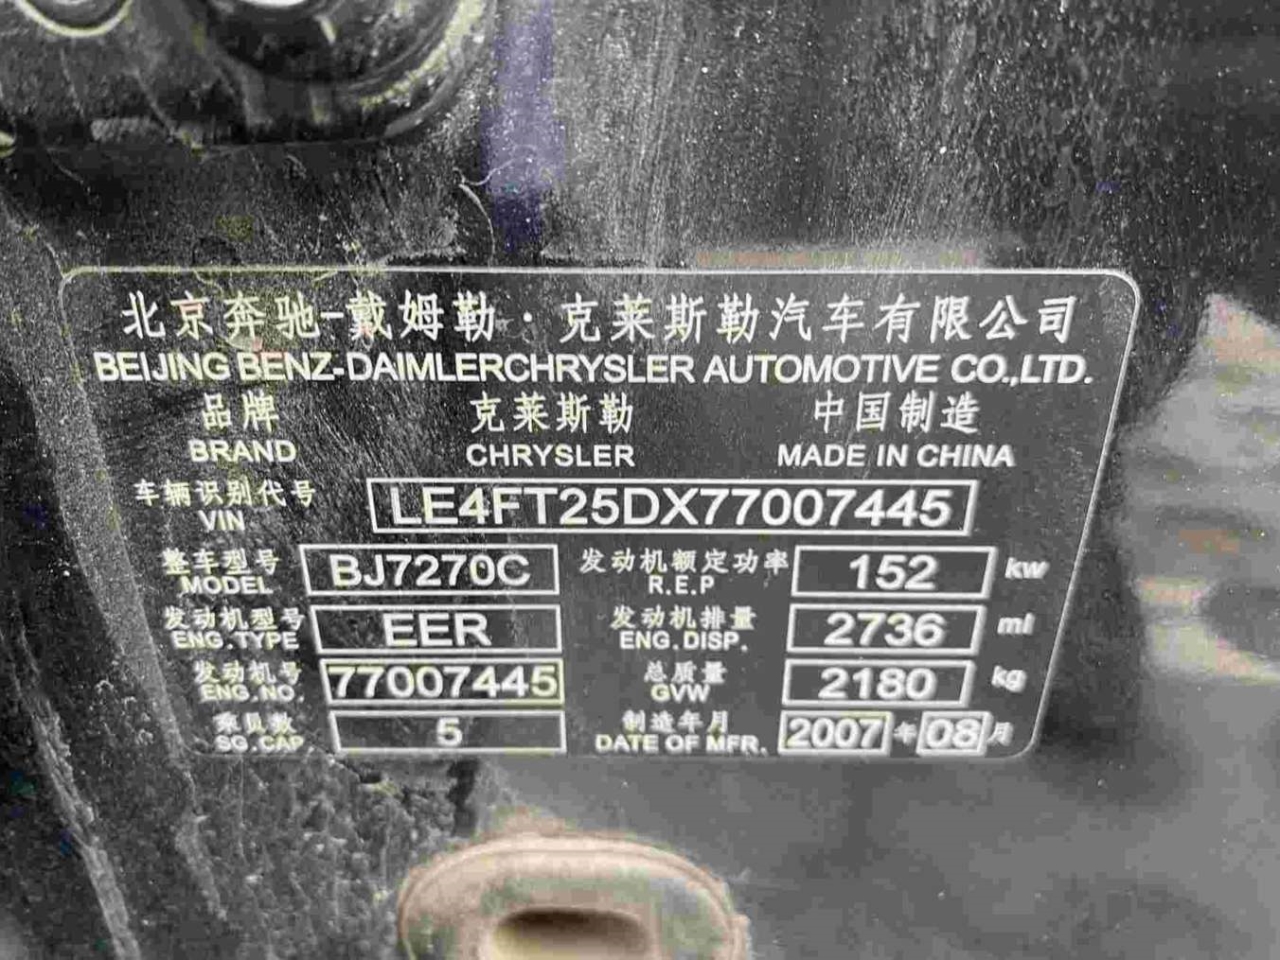 北京奔驰-戴姆勒·克莱斯勒汽车有限公司
BEIJING BENZ-DAIMLERCHRYSLER AUTOMOTIVE CO.,LTD.
品牌 克莱斯勒 中国制造
BRAND CHRYSLER MADE IN CHINA
车辆识别代号 LE4FT25DX77007445
VIN
整车型号 BJ7270C 发动机额定功率 152 kw
MODEL R.E.P
发动机型号 EER 发动机排量 2736 ml
ENG.TYPE ENG.DISP.
发动机号 77007445 总质量 2180 kg
ENG.NO. GVW
乘员数 5 制造年月 2007 年 08 月
SG.CAP. DATE OF MFR.